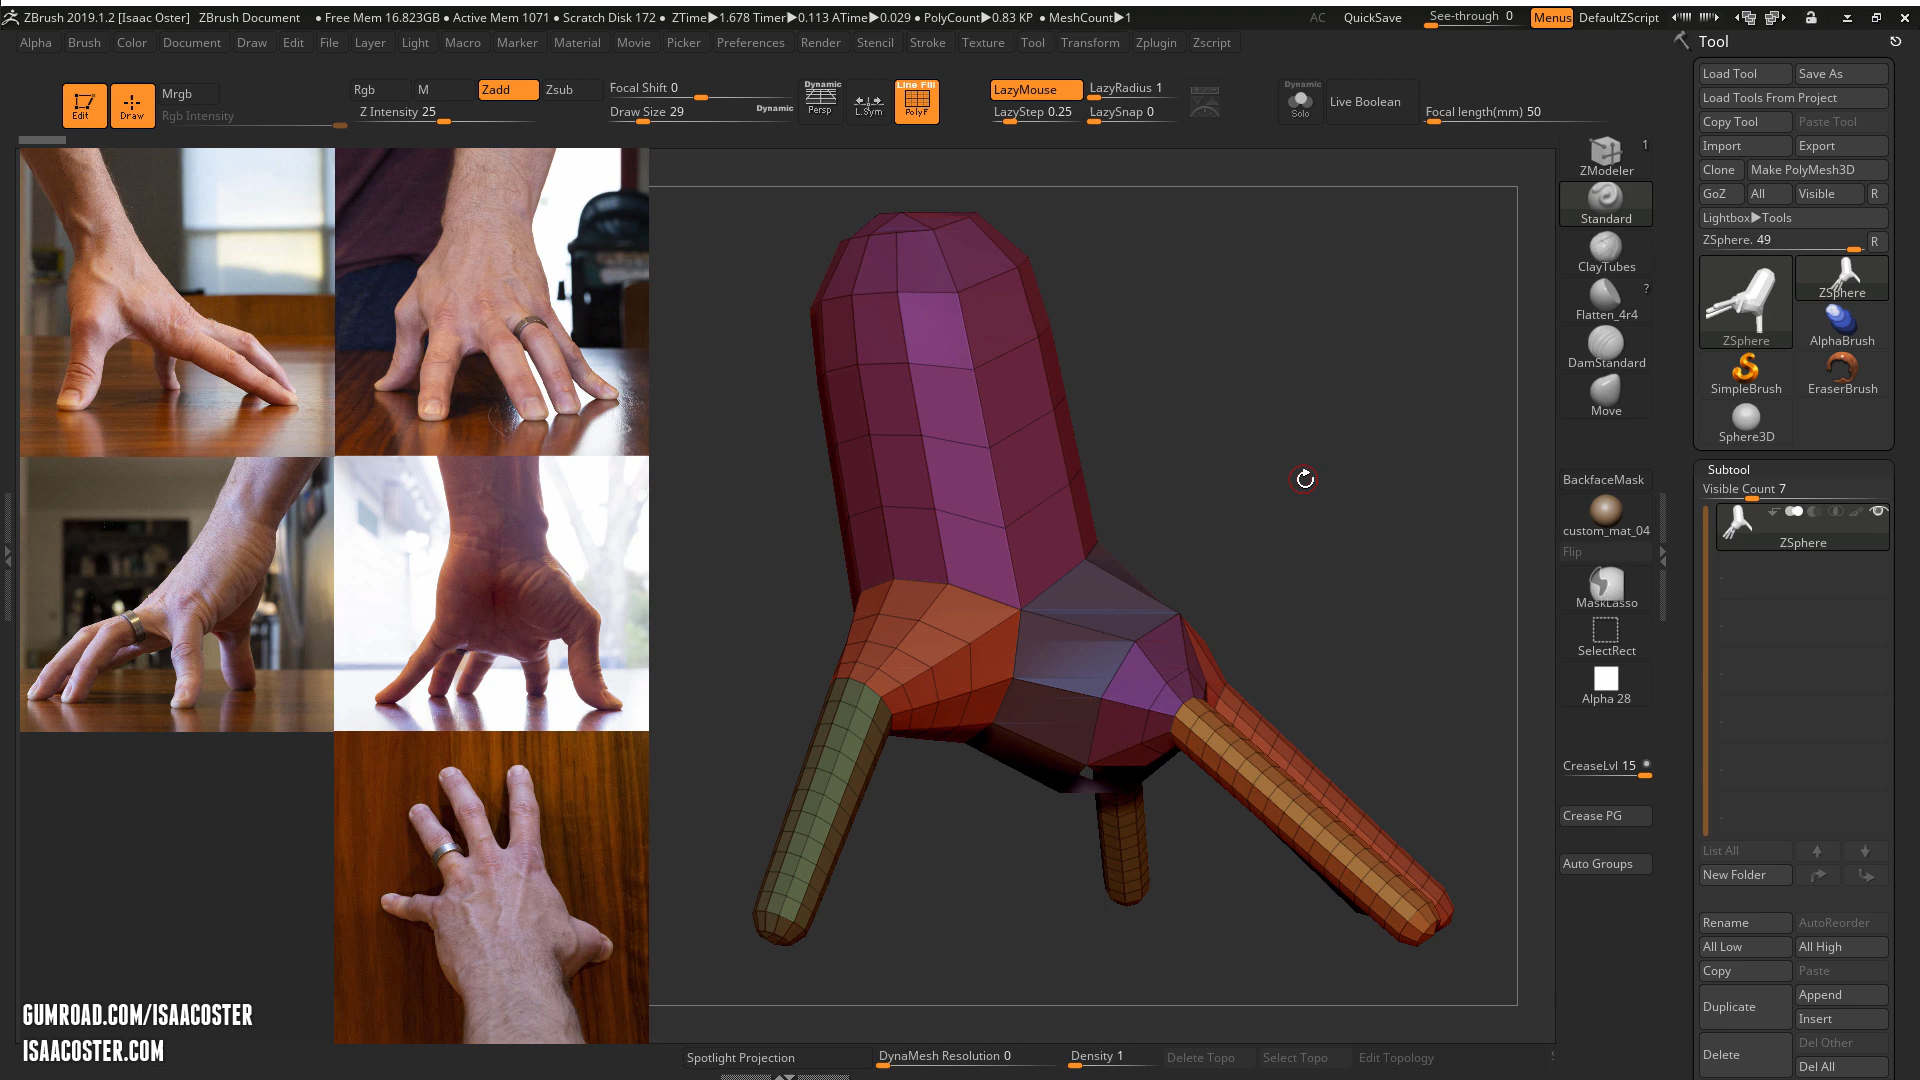 ZBrush 2019.1.2 [Isaac Oster] ZBrush Document • Free Mem 16.823GB • Active Mem 1071 • Scratch Disk 172 • ZTime▶1.678 Timer▶0.113 ATime▶0.029 • PolyCount▶0.83 KP • MeshCount▶1 AC QuickSave See-through 0 Menus DefaultZScript
Alpha Brush Color Document Draw Edit File Layer Light Macro Marker Material Movie Picker Preferences Render Stencil Stroke Texture Tool Transform Zplugin Zscript
Tool
Edit
Draw
Mrgb
Rgb Intensity
Rgb M Zadd Zsub
Z Intensity 25
Focal Shift 0
Draw Size 29
Dynamic
Dynamic
Persp
L.Sym
Line Fill
PolyF
LazyMouse LazyRadius 1
LazyStep 0.25 LazySnap 0
Dynamic
Solo
Live Boolean
Focal length(mm) 50
1
ZModeler
Standard
ClayTubes
?
Flatten_4r4
DamStandard
Move
BackfaceMask
custom_mat_04
Flip
MaskLasso
SelectRect
Alpha 28
CreaseLvl 15
Crease PG
Auto Groups
Load Tool Save As
Load Tools From Project
Copy Tool Paste Tool
Import Export
Clone Make PolyMesh3D
GoZ All Visible R
Lightbox▶Tools
ZSphere. 49 R
ZSphere
ZSphere
AlphaBrush
SimpleBrush EraserBrush
Sphere3D
Subtool
Visible Count 7
ZSphere
List All
New Folder
Rename AutoReorder
All Low All High
Copy Paste
Duplicate
Append
Insert
Delete
Del Other
Del All
GUMROAD.COM/ISAACOSTER
ISAACOSTER.COM
Spotlight Projection DynaMesh Resolution 0 Density 1 Delete Topo Select Topo Edit Topology